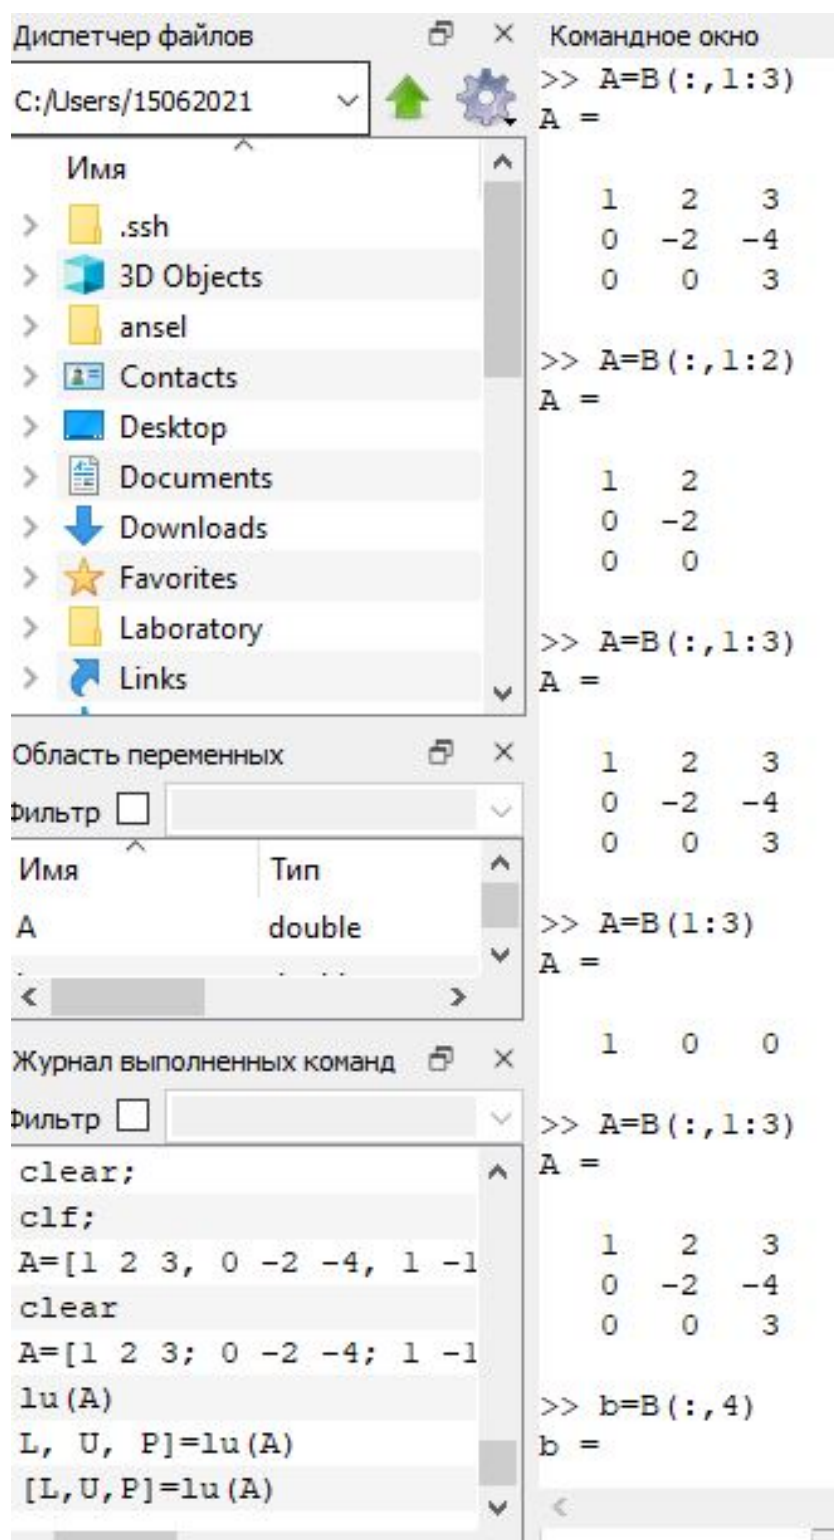 Диспетчер файлов
C:/Users/15062021
Имя
.ssh
3D Objects
ansel
Contacts
Desktop
Documents
Downloads
Favorites
Laboratory
Links
Область переменных
Фильтр
Имя Тип
A double
Журнал выполненных команд
Фильтр
clear;
clf;
A=[1 2 3, 0 -2 -4, 1 -1
clear
A=[1 2 3; 0 -2 -4; 1 -1
lu(A)
L, U, P]=lu(A)
[L,U,P]=lu(A)
Командное окно
>> A=B(:,1:3)
A =
1 2 3
0 -2 -4
0 0 3
>> A=B(:,1:2)
A =
1 2
0 -2
0 0
>> A=B(:,1:3)
A =
1 2 3
0 -2 -4
0 0 3
>> A=B(1:3)
A =
1 0 0
>> A=B(:,1:3)
A =
1 2 3
0 -2 -4
0 0 3
>> b=B(:,4)
b =